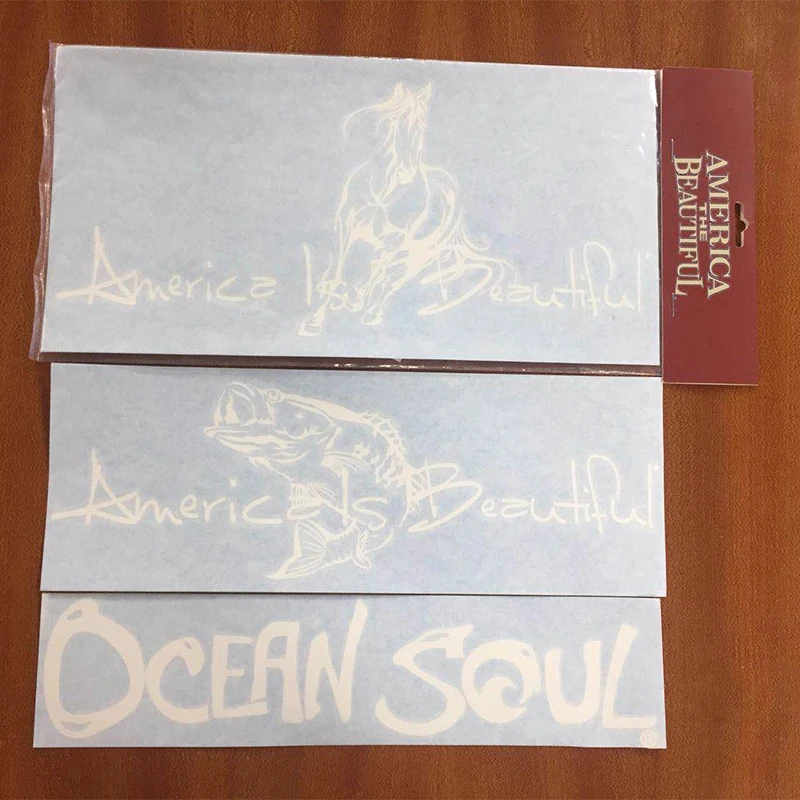 America Is Beautiful
AMERICA
THE
BEAUTIFUL
America Is Beautiful
OCEAN SOUL
®